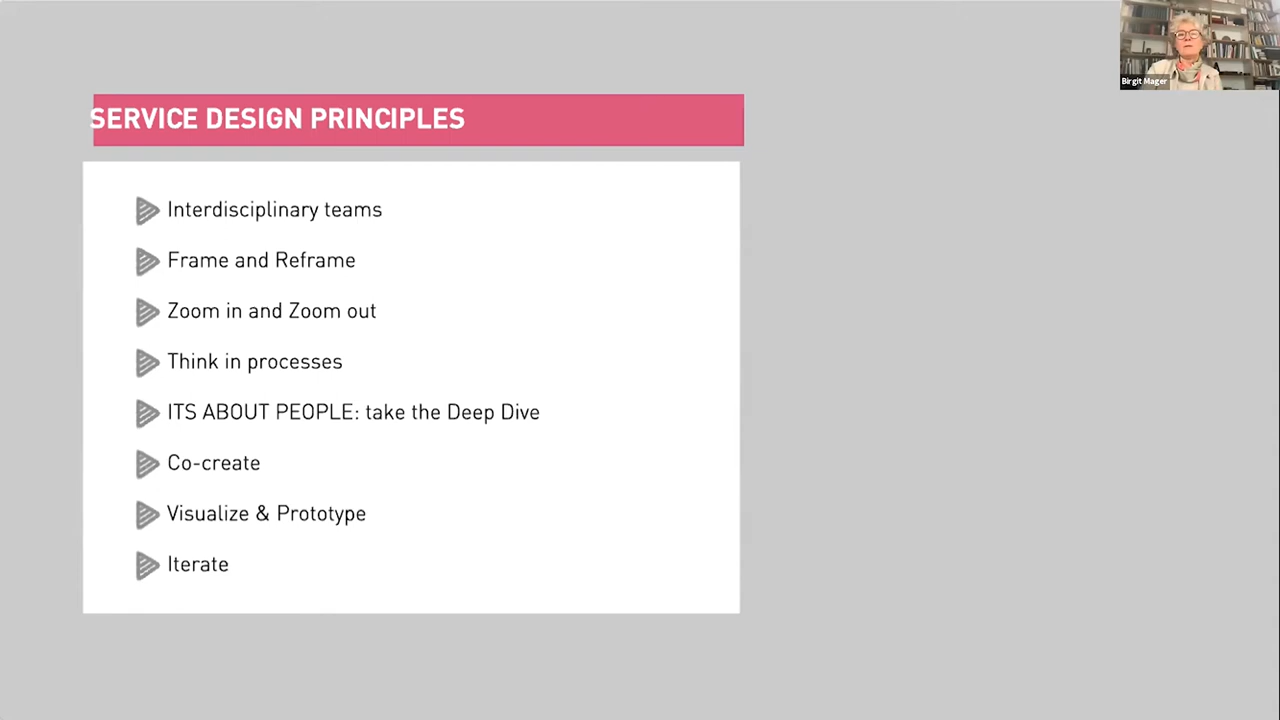 Birgit Mager
SERVICE DESIGN PRINCIPLES
Interdisciplinary teams
Frame and Reframe
Zoom in and Zoom out
Think in processes
ITS ABOUT PEOPLE: take the Deep Dive
Co-create
Visualize & Prototype
Iterate